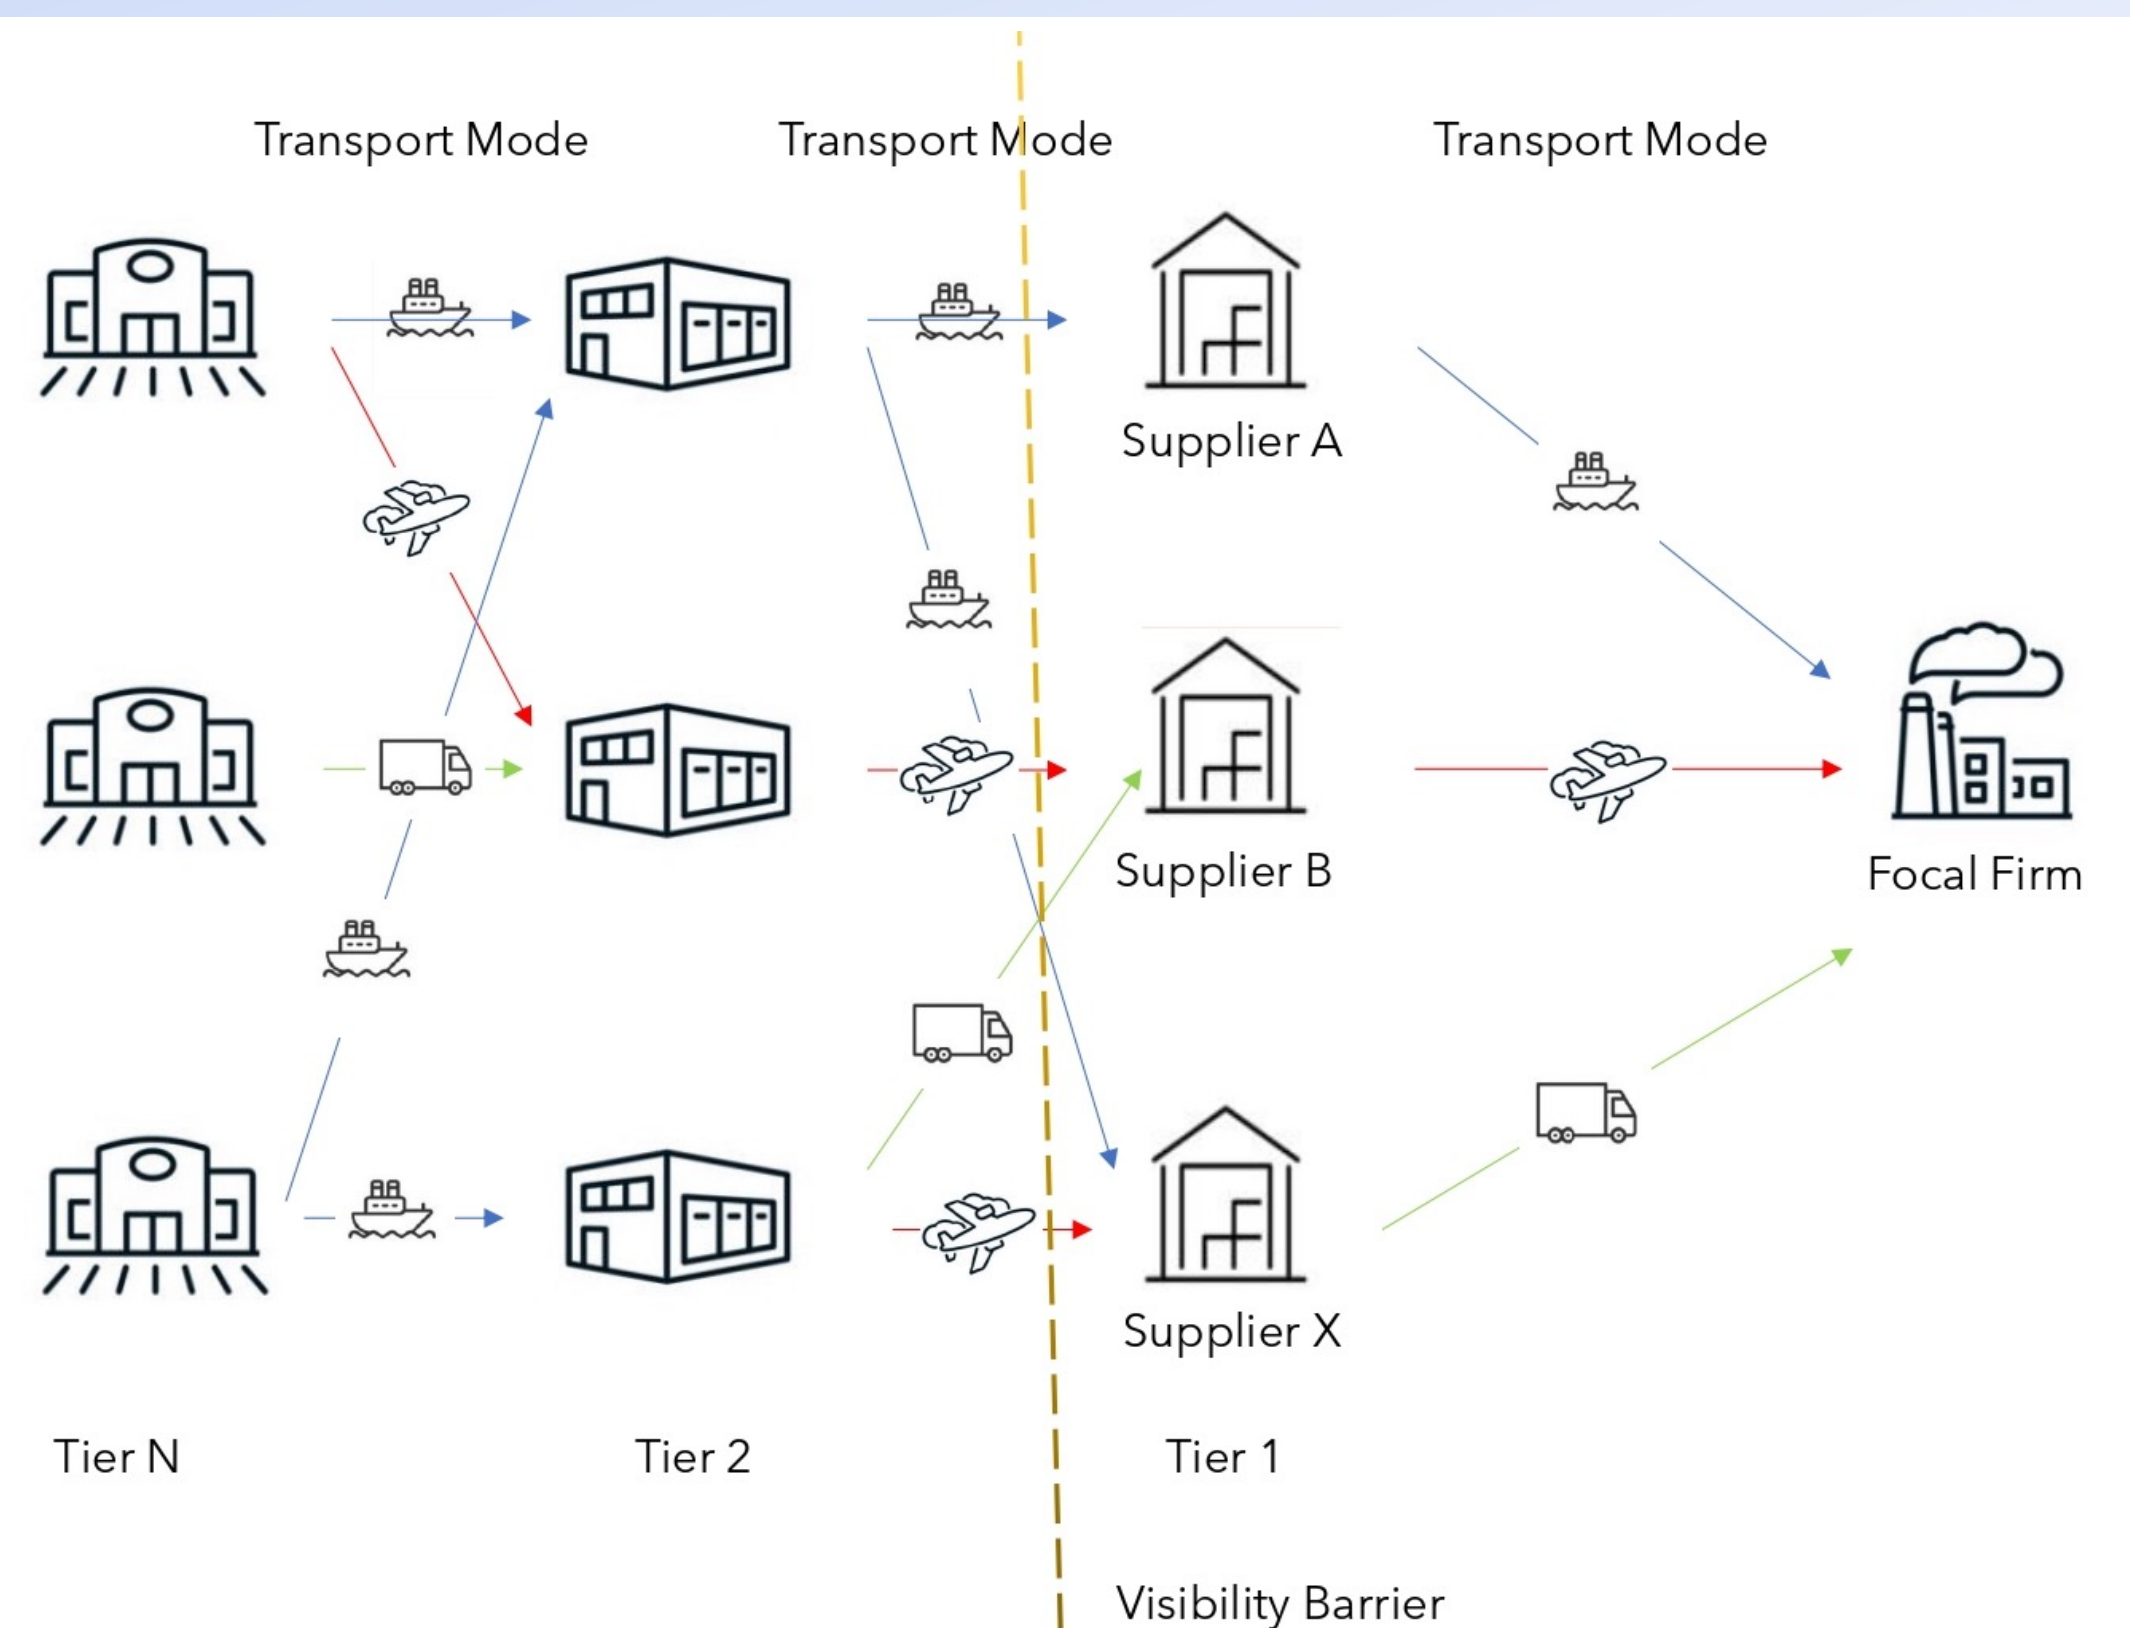 Transport Mode
Transport Mode
Transport Mode
Supplier A
Supplier B
Focal Firm
Supplier X
Tier N
Tier 2
Tier 1
Visibility Barrier